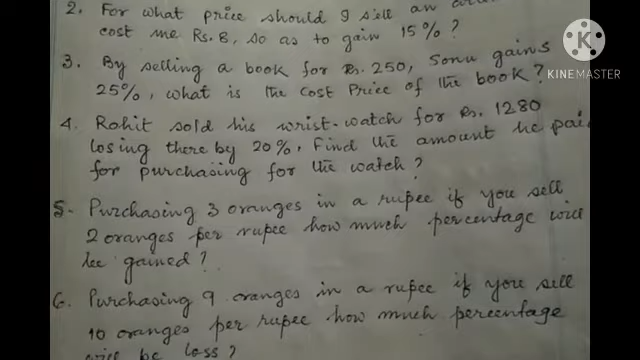 2. For what price should I sell an
cost me Rs. 8, so as to gain 15%?
3. By selling a book for Rs. 250, Sonu gains
25%, what is the cost Price of the book?
4. Rohit sold his wrist-watch for Rs. 1280
losing there by 20%. Find the amount he pai
for purchasing for the watch?
5. Purchasing 3 oranges in a rupee if you sell
2 oranges per rupee how much percentage will
be gained?
6. Purchasing 9 oranges in a rupee if you sell
10 oranges per rupee how much percentage
will be loss?
KINEMASTER